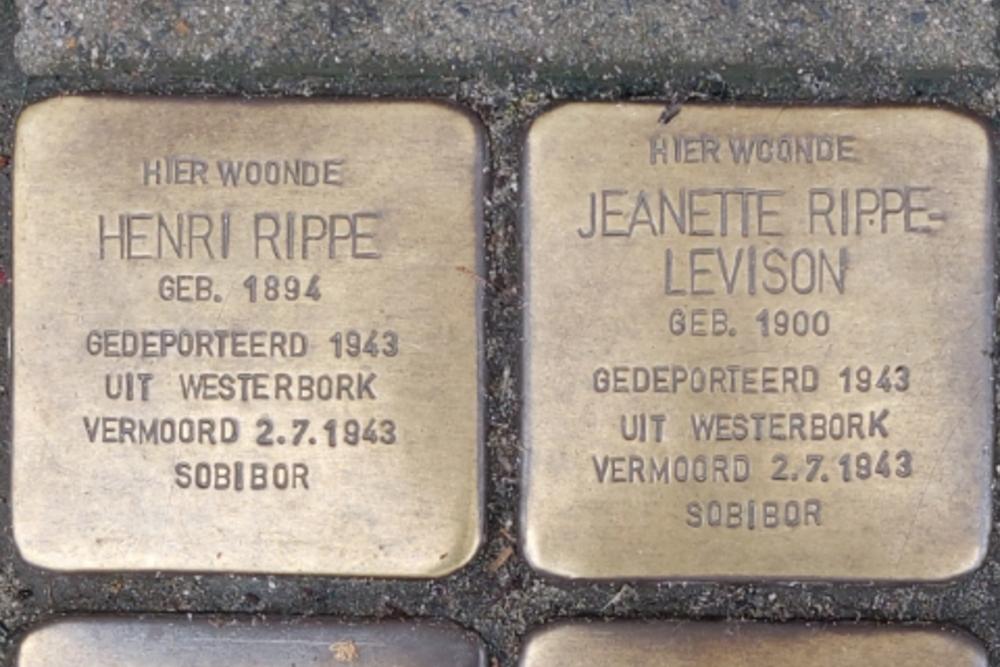 HIER WOONDE
HENRI RIPPE
GEB. 1894
GEDEPORTEERD 1943
UIT WESTERBORK
VERMOORD 2.7.1943
SOBIBOR
HIER WOONDE
JEANETTE RIPPE-
LEVISON
GEB. 1900
GEDEPORTEERD 1943
UIT WESTERBORK
VERMOORD 2.7.1943
SOBIBOR